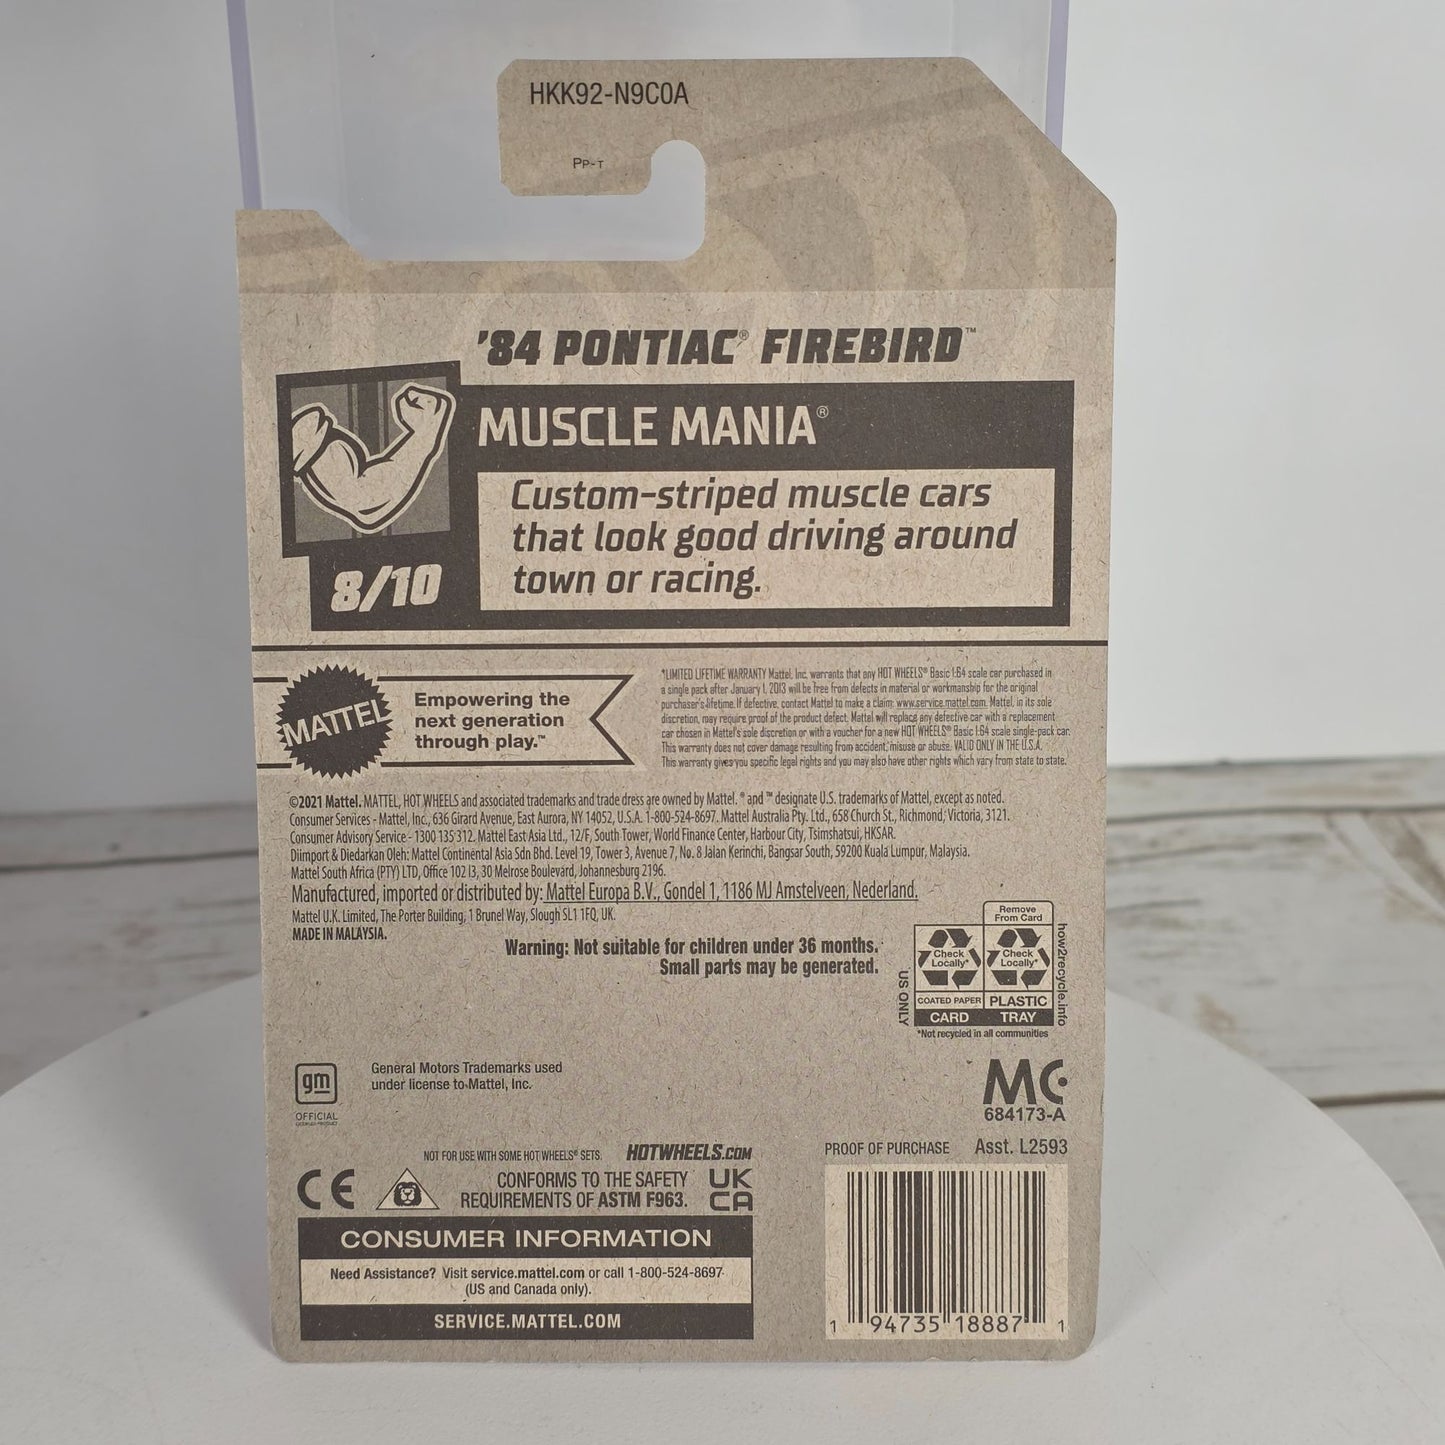 HKK92-N9C0A
PP-T
'84 PONTIAC® FIREBIRD™
MUSCLE MANIA®
Custom-striped muscle cars
that look good driving around
town or racing.
8/10
MATTEL
Empowering the
next generation
through play.™
*LIMITED LIFETIME WARRANTY Mattel, Inc. warrants that any HOT WHEELS® Basic 1:64 scale car purchased in
a single pack after January 1, 2013 will be free from defects in material or workmanship for the original
purchaser's lifetime. If defective, contact Mattel to make a claim: www.service.mattel.com. Mattel, in its sole
discretion, may require proof of the product defect. Mattel will replace any defective car with a replacement
car chosen in Mattel's sole discretion or with a voucher for a new HOT WHEELS® Basic 1:64 scale single-pack car.
This warranty does not cover damage resulting from accident, misuse or abuse. VALID ONLY IN THE U.S.A.
This warranty gives you specific legal rights and you may also have other rights which vary from state to state.
©2021 Mattel. MATTEL, HOT WHEELS and associated trademarks and trade dress are owned by Mattel. ® and ™ designate U.S. trademarks of Mattel, except as noted.
Consumer Services - Mattel, Inc., 636 Girard Avenue, East Aurora, NY 14052, U.S.A. 1-800-524-8697. Mattel Australia Pty. Ltd., 658 Church St., Richmond, Victoria, 3121.
Consumer Advisory Service - 1300 135 312. Mattel East Asia Ltd., 12/F, South Tower, World Finance Center, Harbour City, Tsimshatsui, HKSAR.
Diimport & Diedarkan Oleh: Mattel Continental Asia Sdn Bhd. Level 19, Tower 3, Avenue 7, No. 8 Jalan Kerinchi, Bangsar South, 59200 Kuala Lumpur, Malaysia.
Mattel South Africa (PTY) LTD, Office 102 I3, 30 Melrose Boulevard, Johannesburg 2196.
Manufactured, imported or distributed by: Mattel Europa B.V., Gondel 1, 1186 MJ Amstelveen, Nederland.
Mattel U.K. Limited, The Porter Building, 1 Brunel Way, Slough SL1 1FQ, UK.
MADE IN MALAYSIA.
Warning: Not suitable for children under 36 months.
Small parts may be generated.
US ONLY
Remove
From Card
Check
Locally*
Check
Locally*
COATED PAPER
PLASTIC
CARD
TRAY
how2recycle.info
*Not recycled in all communities
gm
OFFICIAL
General Motors Trademarks used
under license to Mattel, Inc.
MC
684173-A
NOT FOR USE WITH SOME HOT WHEELS® SETS.
HOTWHEELS.COM
PROOF OF PURCHASE
Asst. L2593
CE
CONFORMS TO THE SAFETY
REQUIREMENTS OF ASTM F963.
UK
CA
CONSUMER INFORMATION
Need Assistance? Visit service.mattel.com or call 1-800-524-8697
(US and Canada only).
SERVICE.MATTEL.COM
1 94735 18887 1